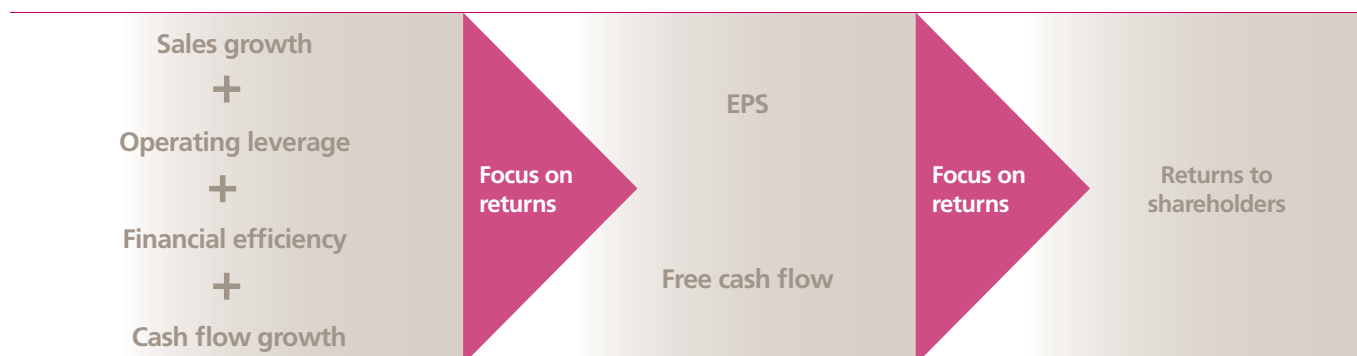 Sales growth
+
Operating leverage
+
Financial efficiency
+
Cash flow growth
Focus on
returns
EPS
Free cash flow
Focus on
returns
Returns to
shareholders